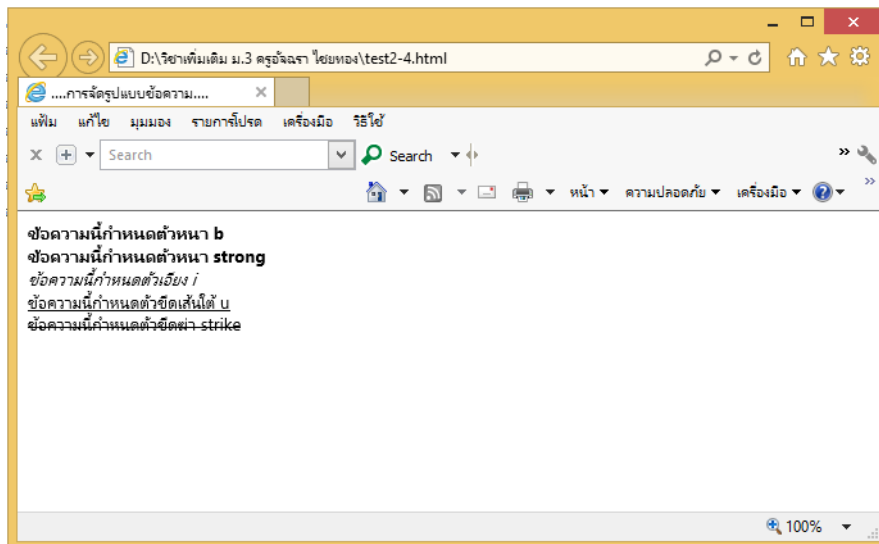 D:\วิชาเพิ่มเติม ม.3 ครูอัจฉรา ไชยทอง\test2-4.html
....การจัดรูปแบบข้อความ....
แฟ้ม แก้ไข มุมมอง รายการโปรด เครื่องมือ วิธีใช้
Search Search
หน้า ความปลอดภัย เครื่องมือ
ข้อความนี้กำหนดตัวหนา b
ข้อความนี้กำหนดตัวหนา strong
ข้อความนี้กำหนดตัวเอียง i
ข้อความนี้กำหนดตัวขีดเส้นใต้ u
ข้อความนี้กำหนดตัวขีดฆ่า strike
100%